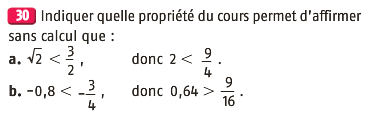 30 Indiquer quelle propriété du cours permet d'affirmer
sans calcul que :
a. √2 < 3/2 , donc 2 < 9/4 .
b. -0,8 < -3/4 , donc 0,64 > 9/16 .